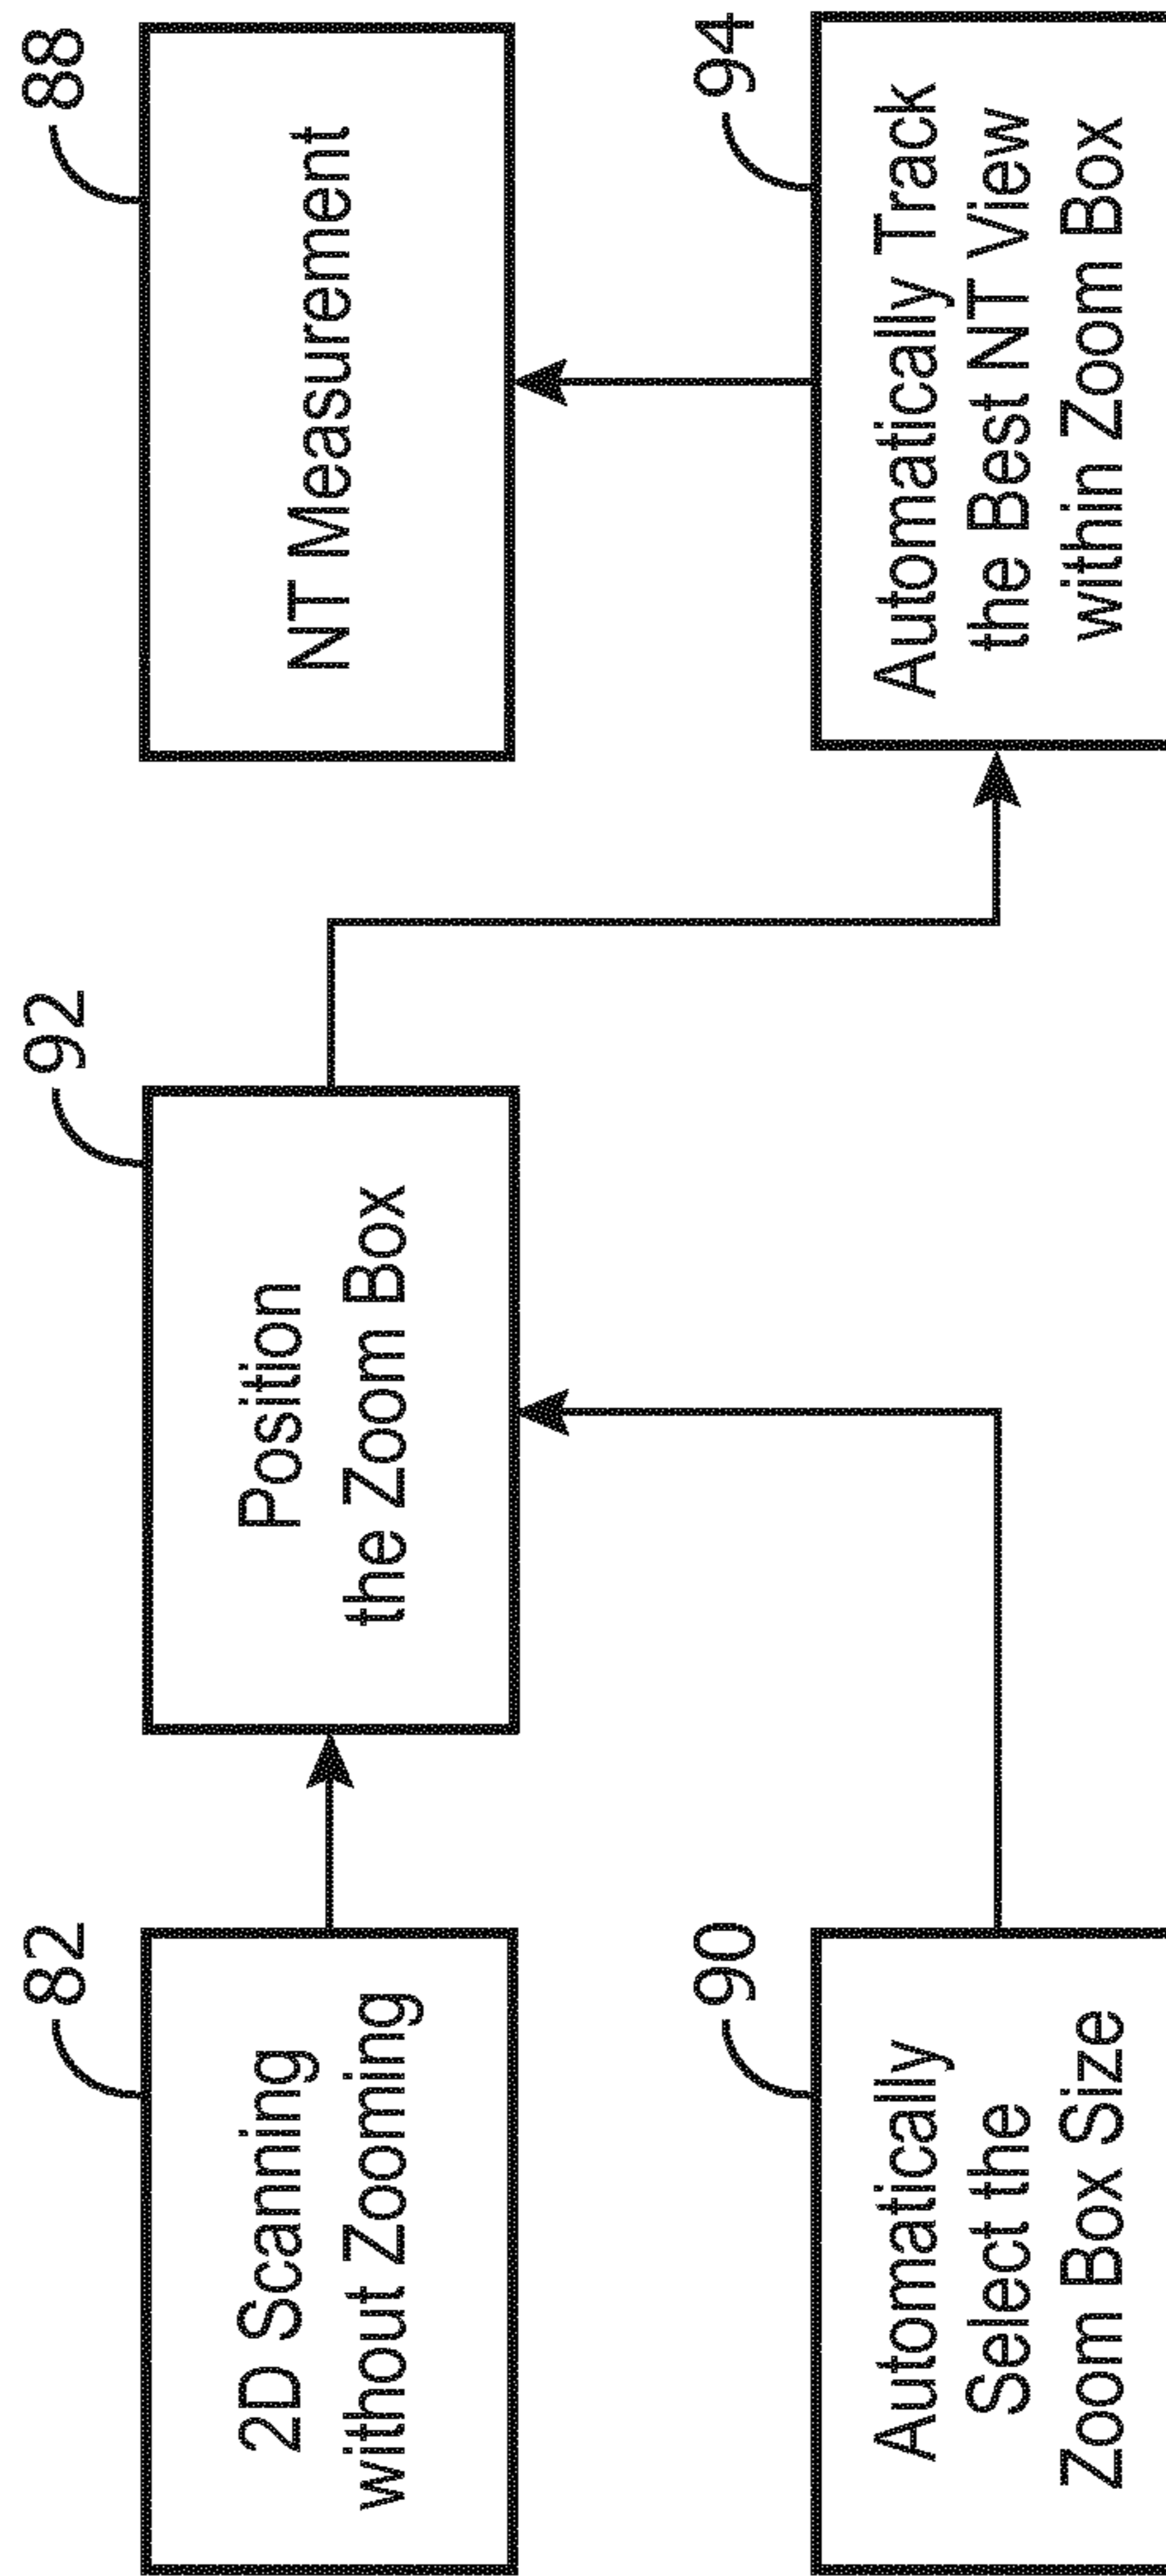 82
2D Scanning
without Zooming
92
Position
the Zoom Box
88
NT Measurement
90
Automatically
Select the
Zoom Box Size
94
Automatically Track
the Best NT View
within Zoom Box